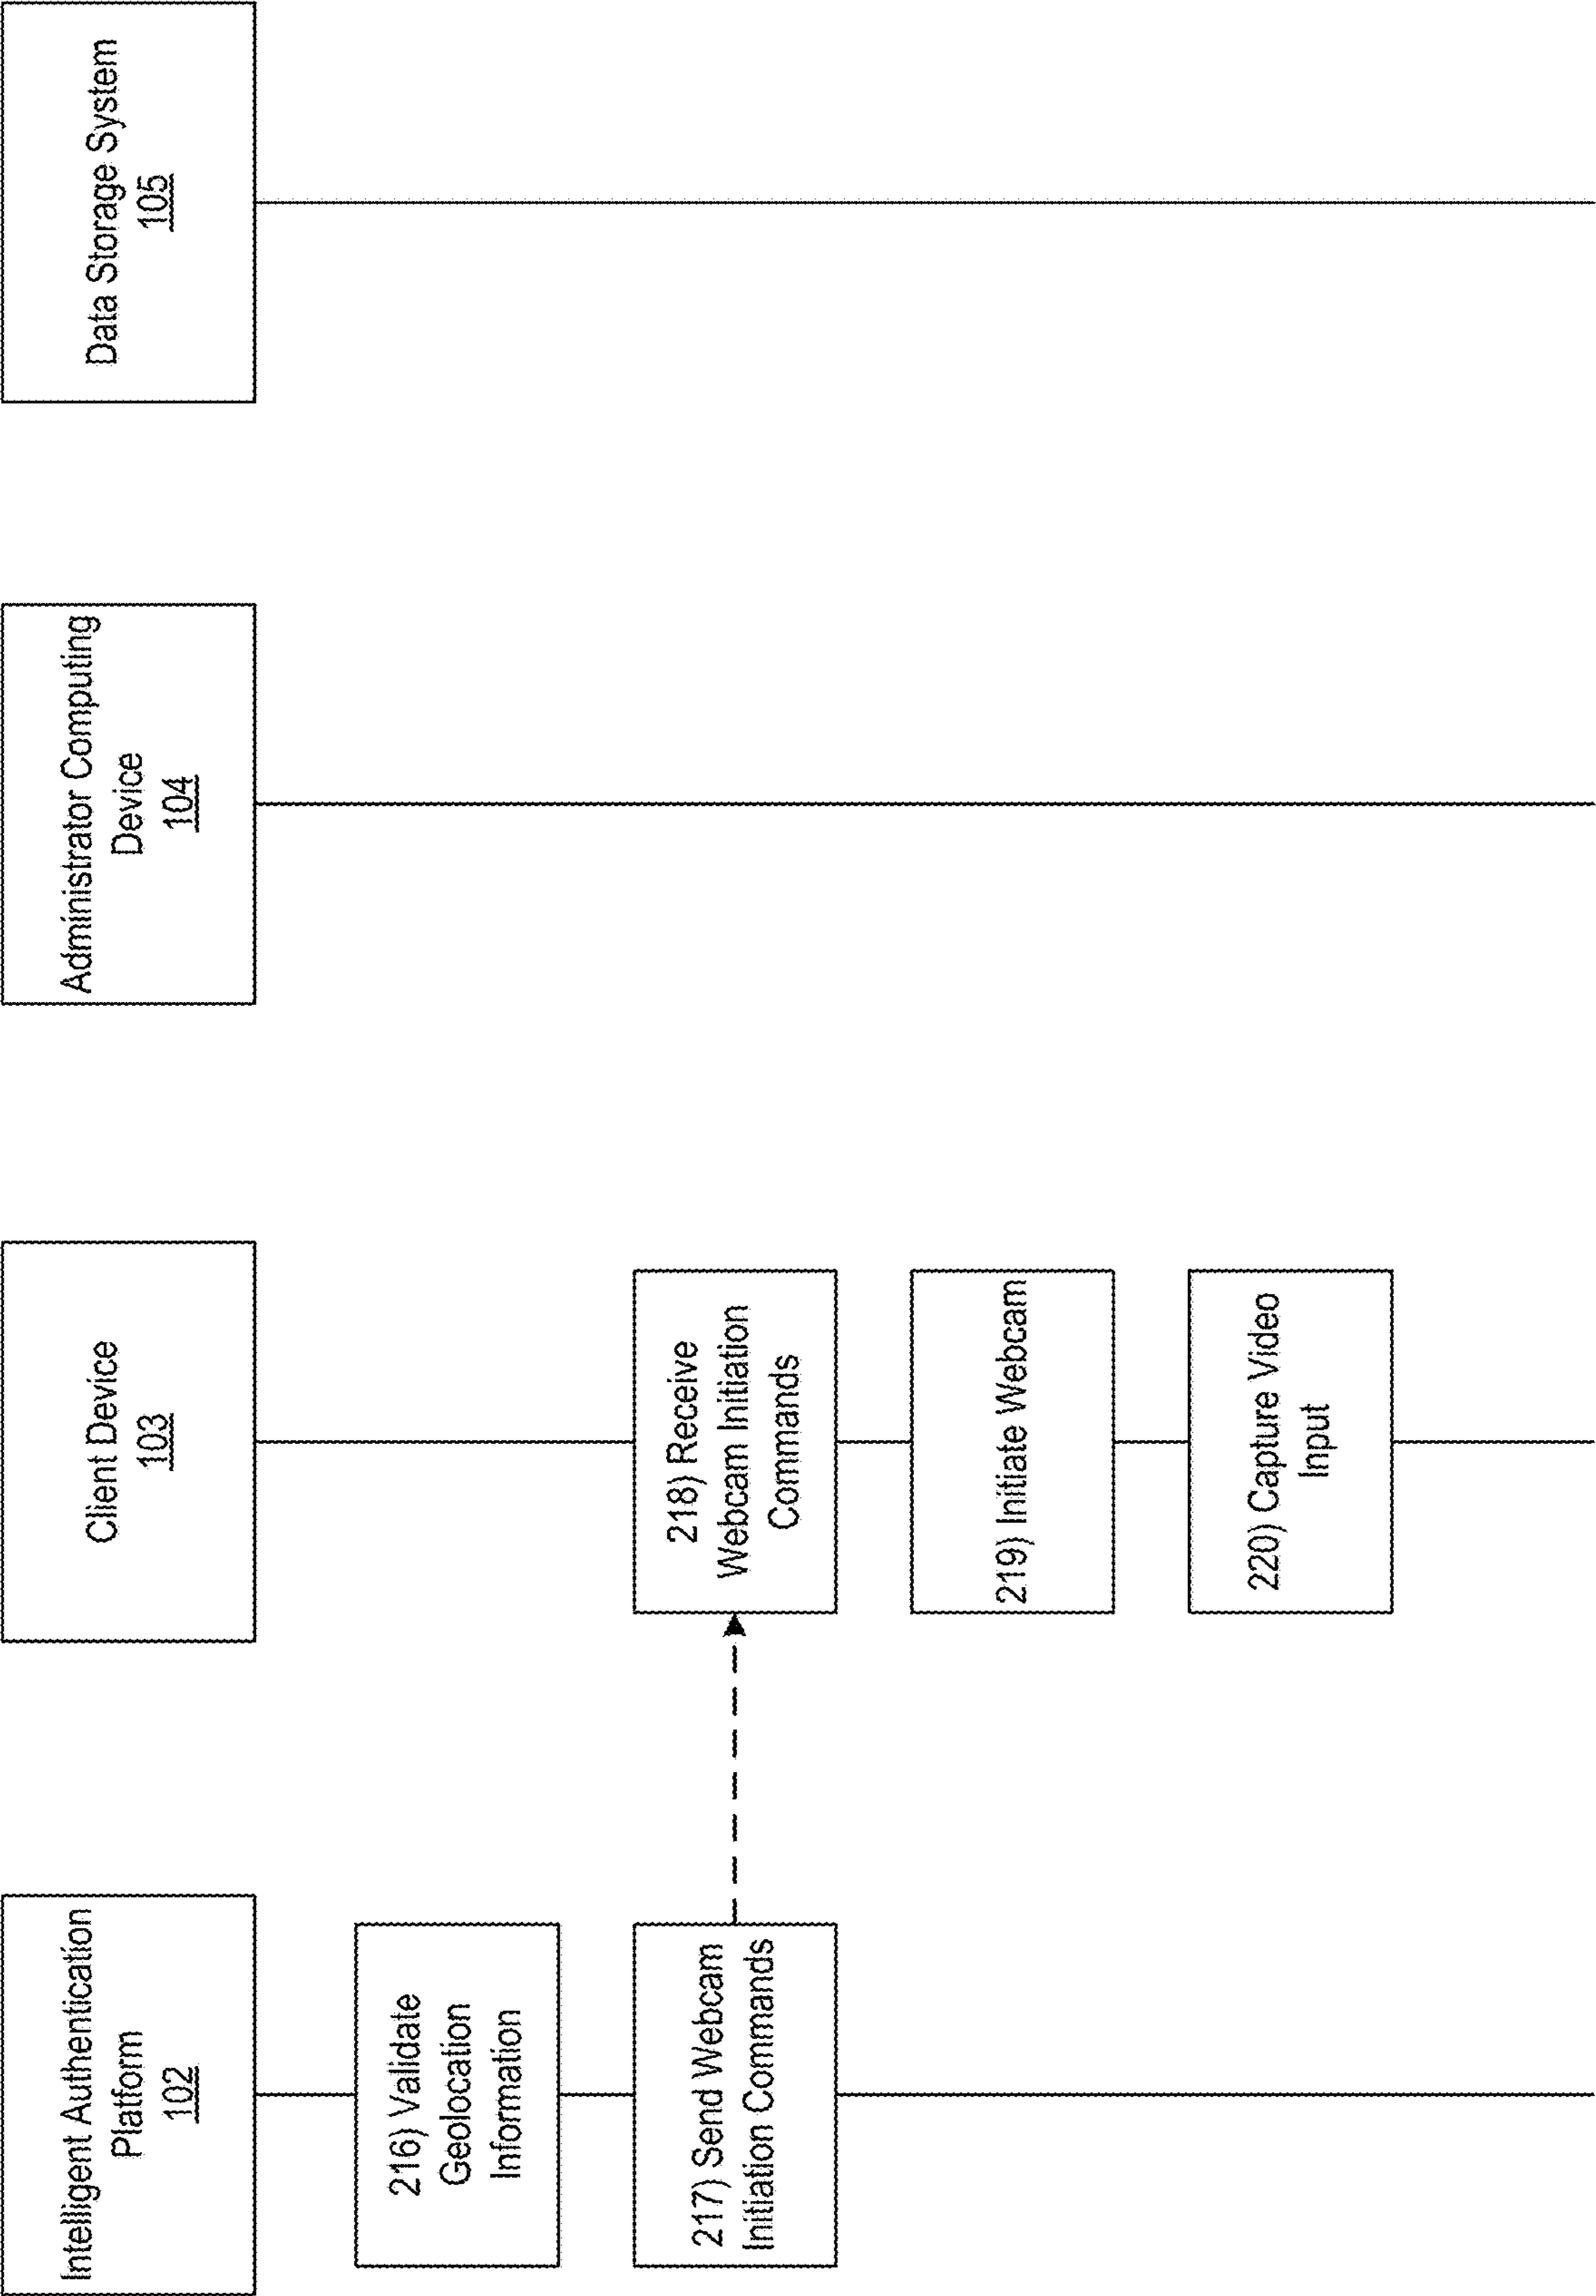 Intelligent Authentication
Platform
102
Client Device
103
Administrator Computing
Device
104
Data Storage System
105
216) Validate
Geolocation
Information
217) Send Webcam
Initiation Commands
218) Receive
Webcam Initiation
Commands
219) Initiate Webcam
220) Capture Video
Input